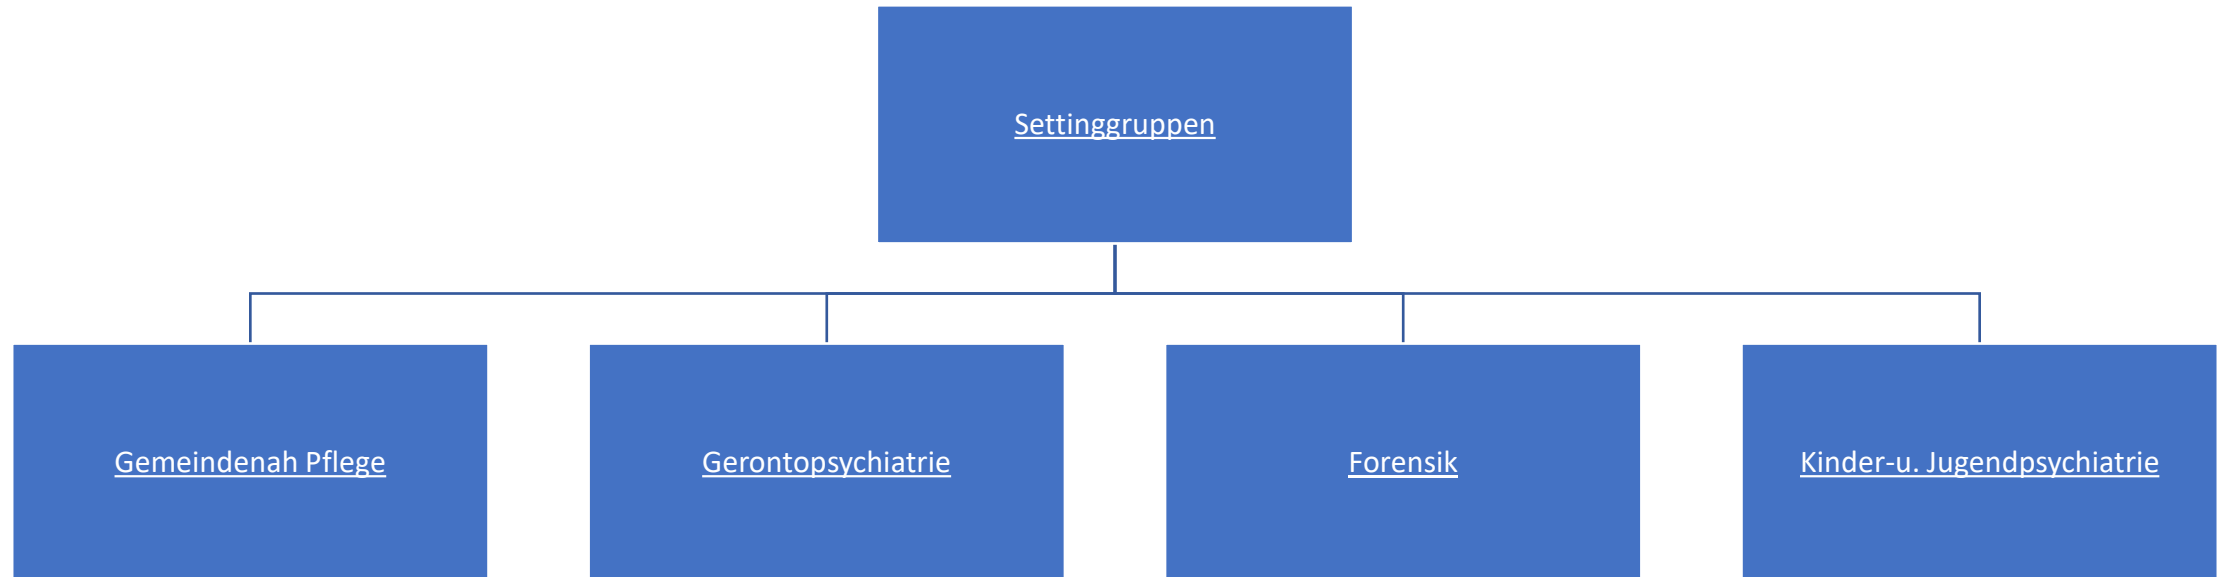 Settinggruppen
Gemeindenah Pflege
Gerontopsychiatrie
Forensik
Kinder-u. Jugendpsychiatrie